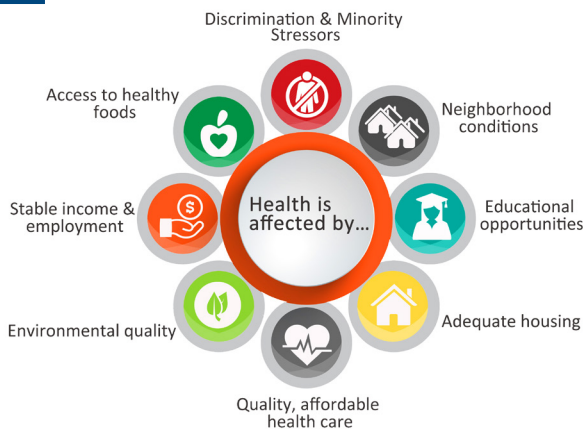 Discrimination & Minority
Stressors
Access to healthy
foods
Neighborhood
conditions
Stable income &
employment
$
Health is
affected by...
Educational
opportunities
Environmental quality
Adequate housing
Quality, affordable
health care